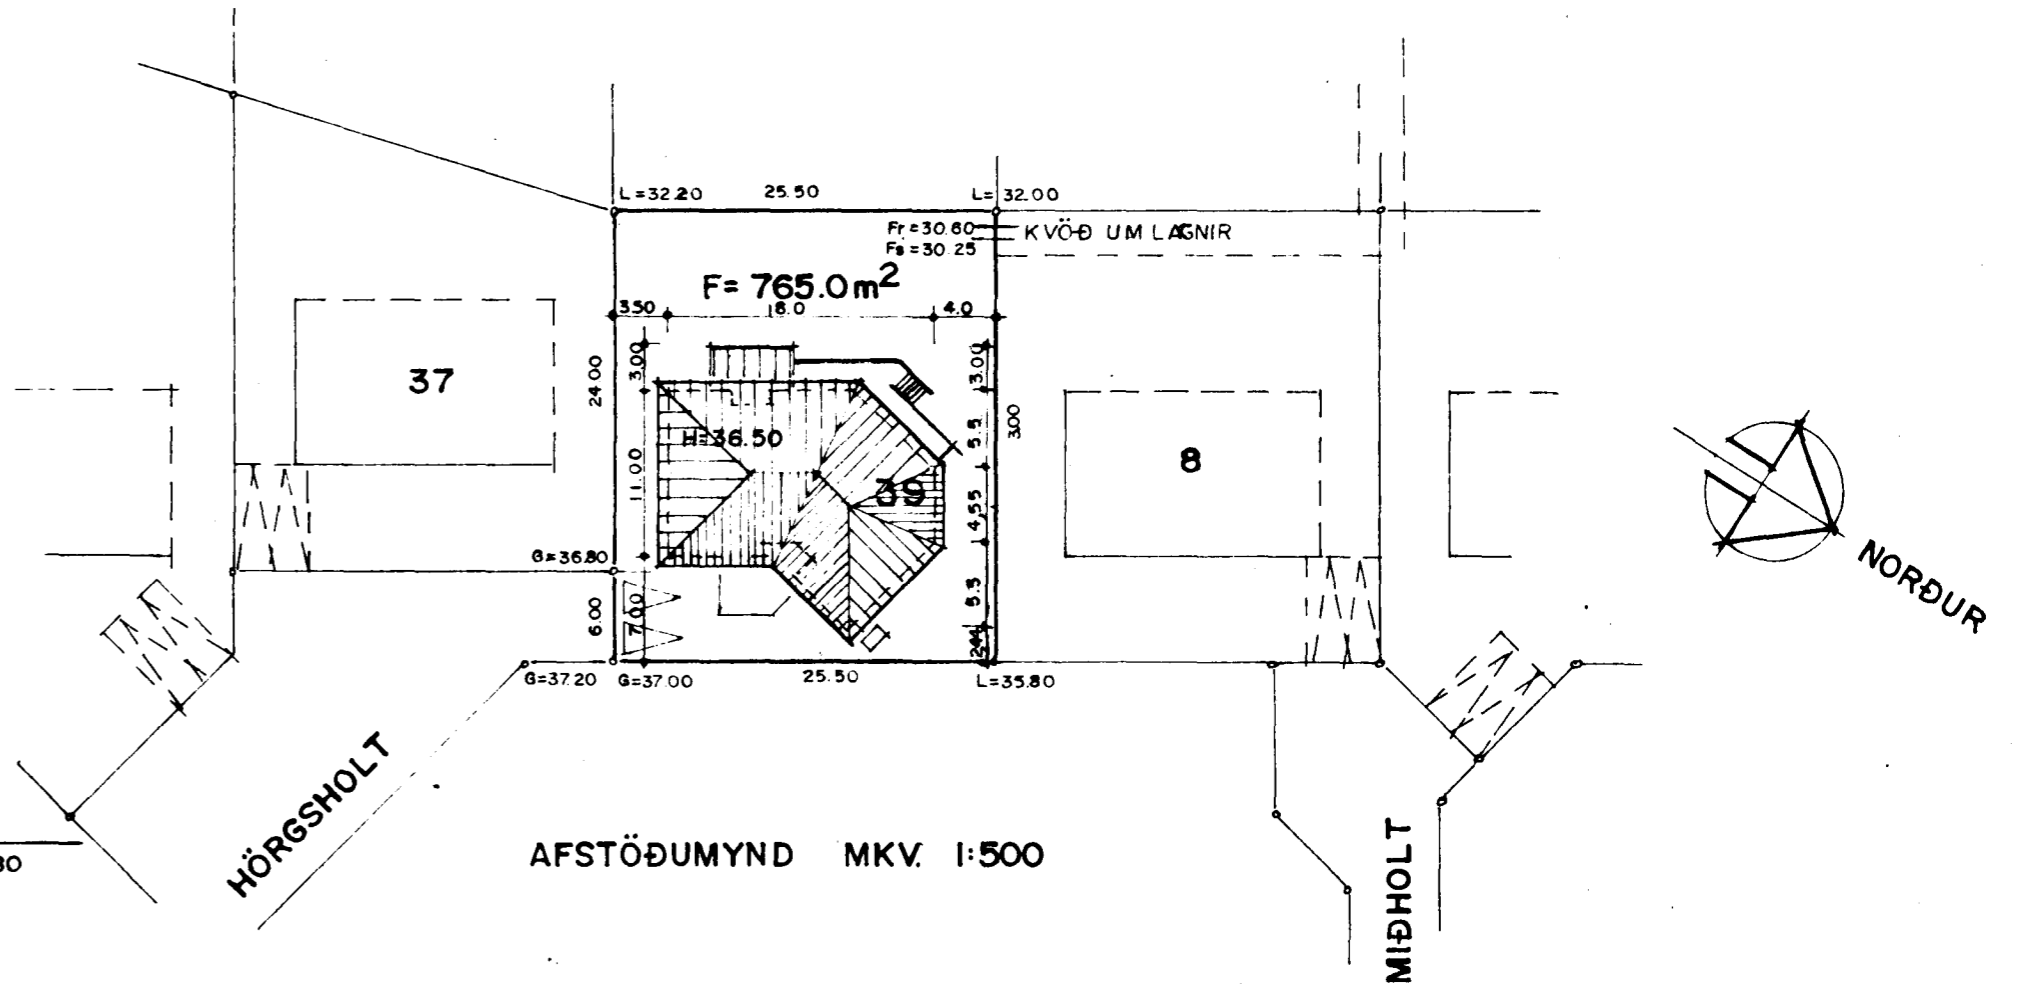 L=32.20 25.50 L= 32.00
Fr=30.60 KVÖÐ UM LAGNIR
Fs=30.25
F= 765.0m²
3.50 18.0 4.0
3.00
24.00
11.00
6.00
7.00
3.00
5.5
4,55
5.5
2.44
3.00
37
H=36.50
39
8
G=36.80
G=37.20 G=37.00 25.50 L=35.80
HÖRGSHOLT
MIÐHOLT
NORÐUR
AFSTÖÐUMYND MKV. 1:500